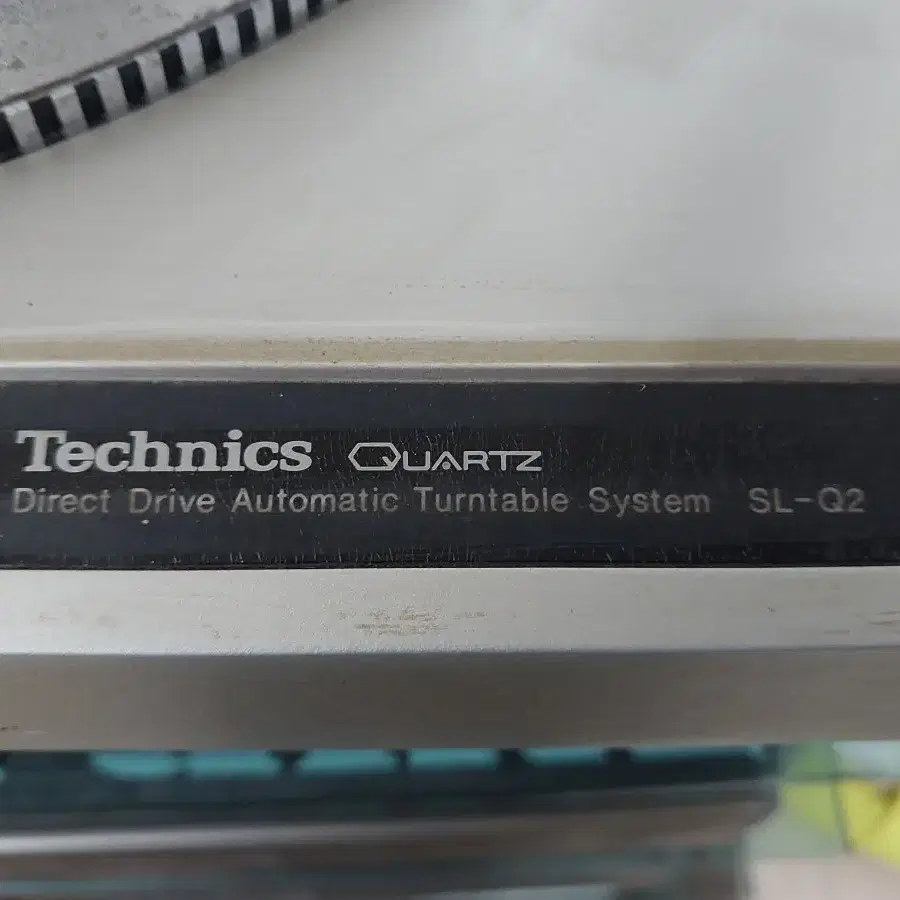 Technics QUARTZ
Direct Drive Automatic Turntable System SL-Q2